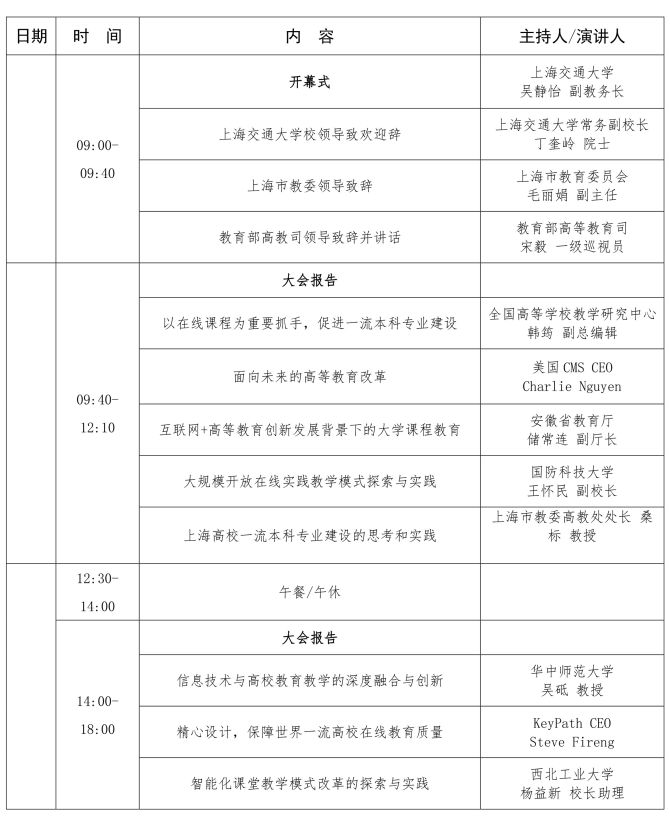 日期 时 间 内 容 主持人/演讲人
09:00-
09:40
开幕式
上海交通大学
吴静怡 副教务长
上海交通大学校领导致欢迎辞
上海交通大学常务副校长
丁奎岭 院士
上海市教委领导致辞
上海市教育委员会
毛丽娟 副主任
教育部高教司领导致辞并讲话
教育部高等教育司
宋毅 一级巡视员
09:40-
12:10
大会报告
以在线课程为重要抓手，促进一流本科专业建设
全国高等学校教学研究中心
韩筠 副总编辑
面向未来的高等教育改革
美国 CMS CEO
Charlie Nguyen
互联网+高等教育创新发展背景下的大学课程教育
安徽省教育厅
储常连 副厅长
大规模开放在线实践教学模式探索与实践
国防科技大学
王怀民 副校长
上海高校一流本科专业建设的思考和实践
上海市教委高教处处长 桑
标 教授
12:30-
14:00
午餐/午休
14:00-
18:00
大会报告
信息技术与高校教育教学的深度融合与创新
华中师范大学
吴砥 教授
精心设计，保障世界一流高校在线教育质量
KeyPath CEO
Steve Fireng
智能化课堂教学模式改革的探索与实践
西北工业大学
杨益新 校长助理